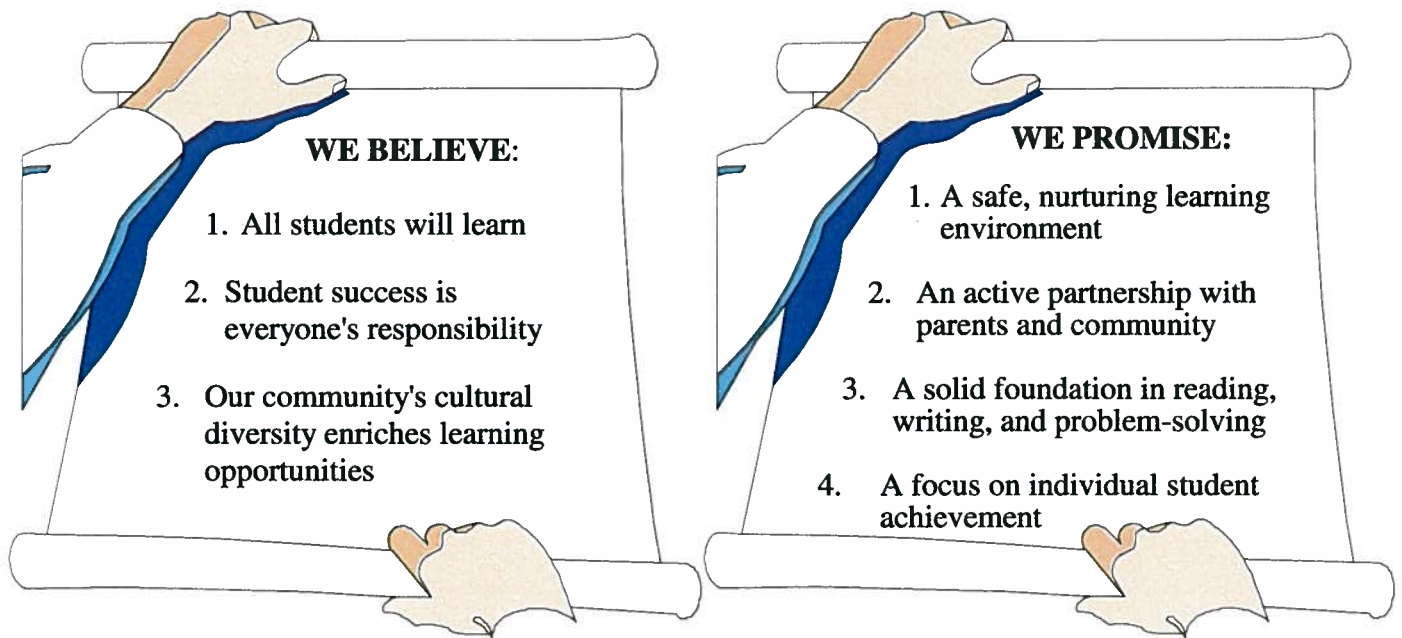 WE BELIEVE:
1. All students will learn
2. Student success is
everyone's responsibility
3. Our community's cultural
diversity enriches learning
opportunities
WE PROMISE:
1. A safe, nurturing learning
environment
2. An active partnership with
parents and community
3. A solid foundation in reading,
writing, and problem-solving
4. A focus on individual student
achievement